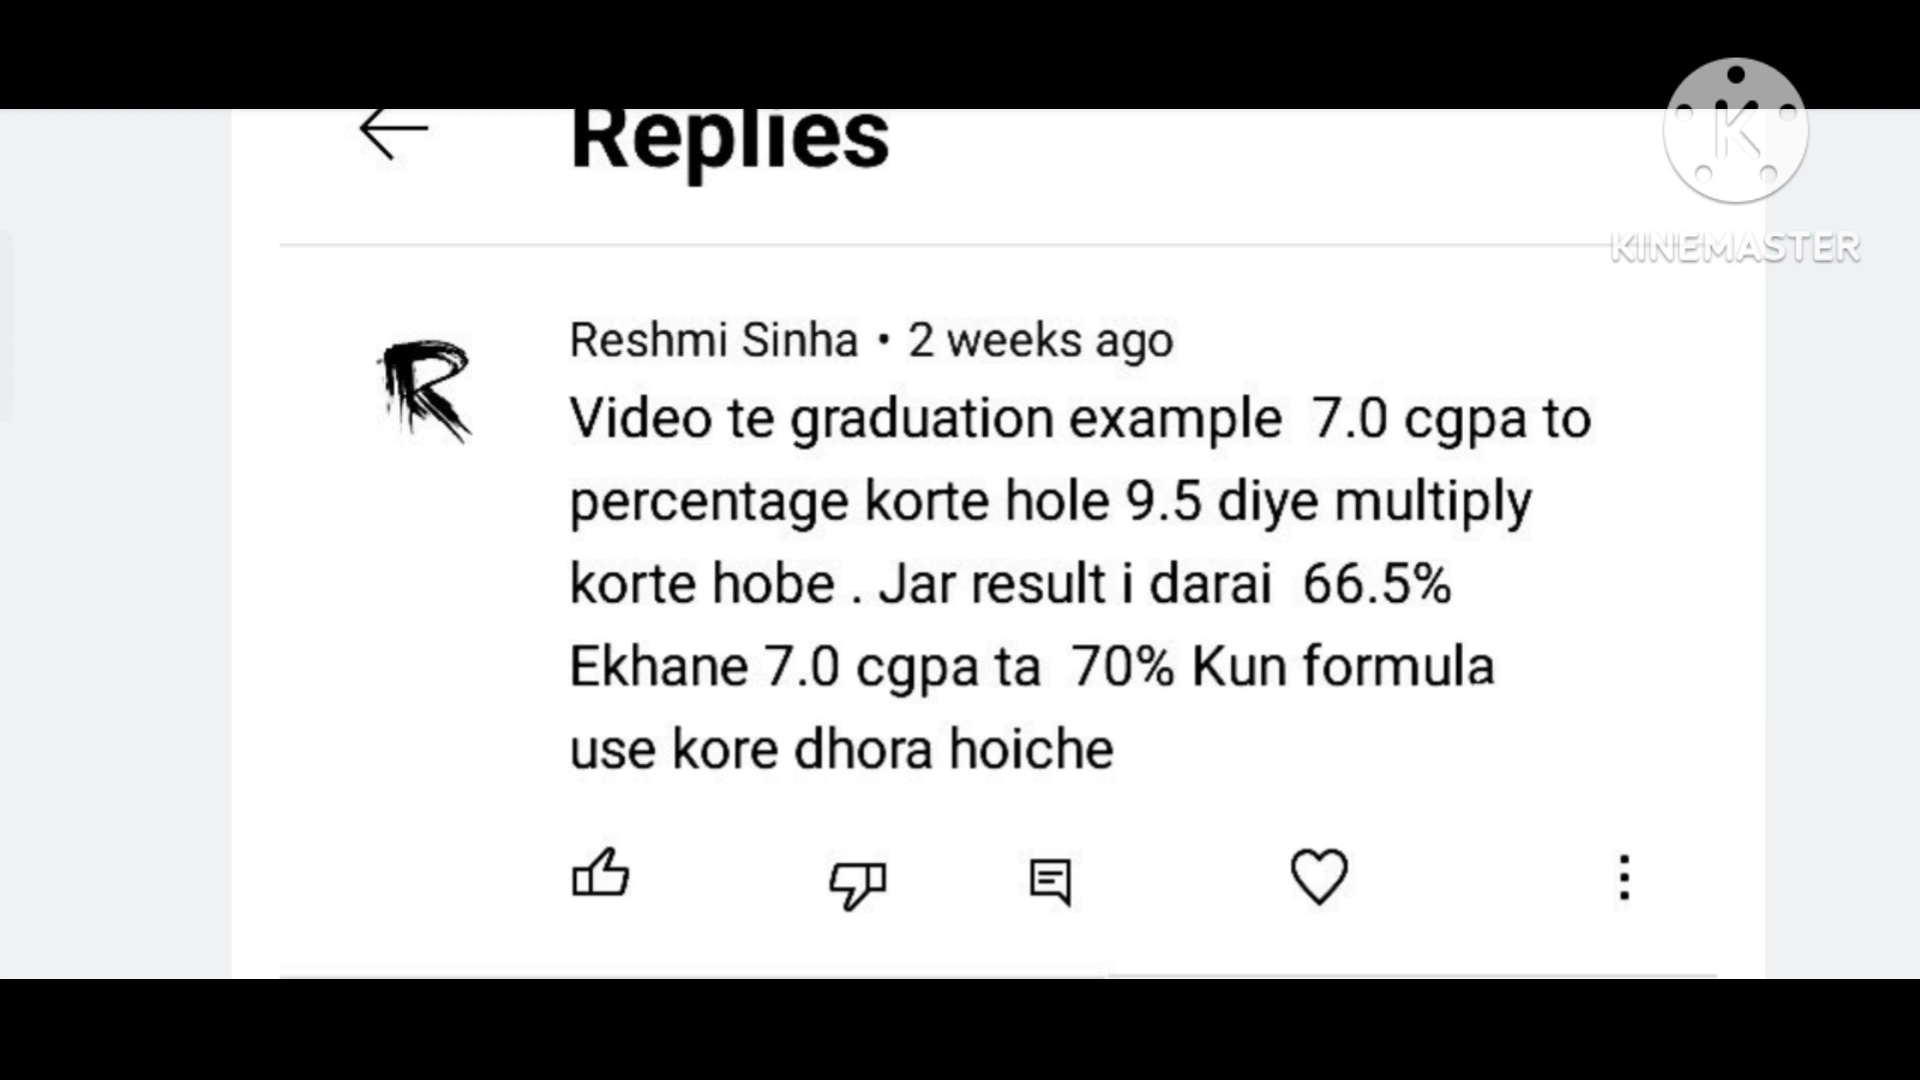 Replies
KINEMASTER
Reshmi Sinha • 2 weeks ago
Video te graduation example 7.0 cgpa to
percentage korte hole 9.5 diye multiply
korte hobe . Jar result i darai 66.5%
Ekhane 7.0 cgpa ta 70% Kun formula
use kore dhora hoiche